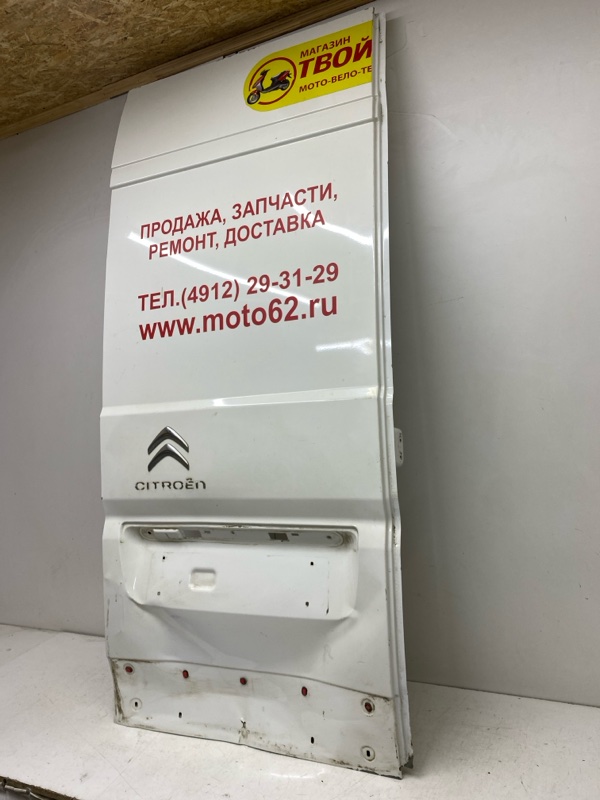 МАГАЗИН
ТВОЙ
МОТО-ВЕЛО-ТЕ
ПРОДАЖА, ЗАПЧАСТИ,
РЕМОНТ, ДОСТАВКА
ТЕЛ.(4912) 29-31-29
www.moto62.ru
CITROËN